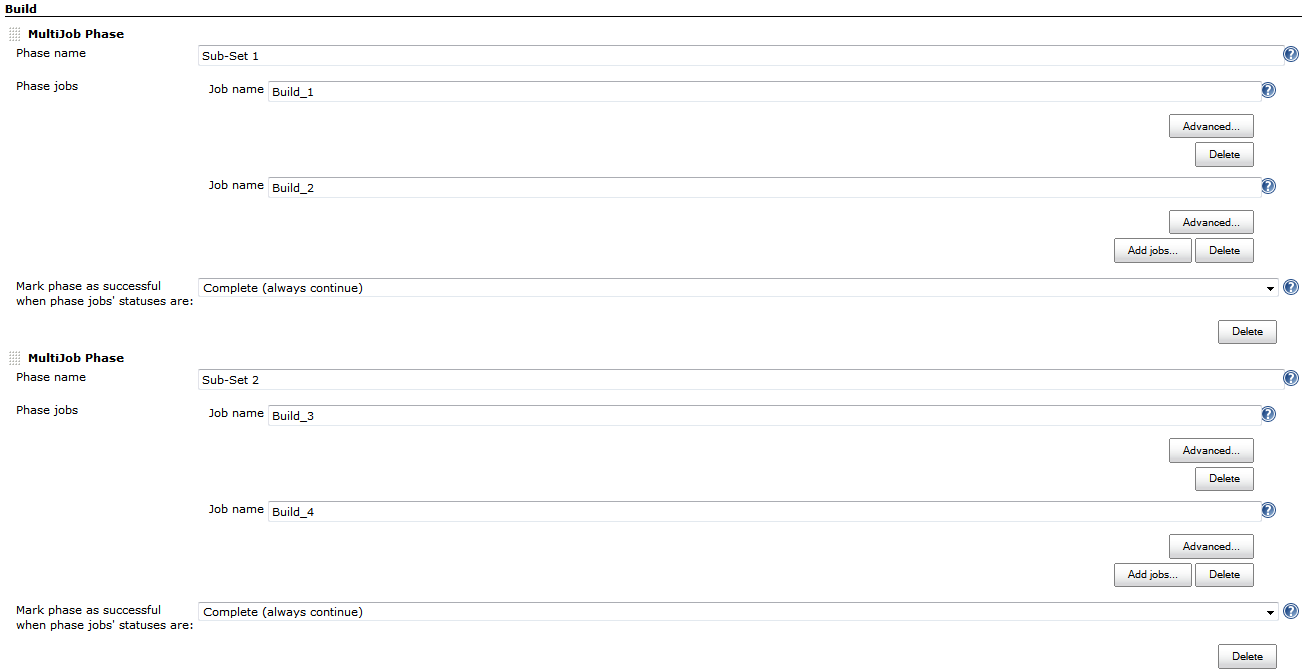 Build
MultiJob Phase
Phase name
Sub-Set 1
Phase jobs
Job name
Build_1
Advanced...
Delete
Job name
Build_2
Advanced...
Add jobs...
Delete
Mark phase as successful
when phase jobs' statuses are:
Complete (always continue)
Delete
MultiJob Phase
Phase name
Sub-Set 2
Phase jobs
Job name
Build_3
Advanced...
Delete
Job name
Build_4
Advanced...
Add jobs...
Delete
Mark phase as successful
when phase jobs' statuses are:
Complete (always continue)
Delete